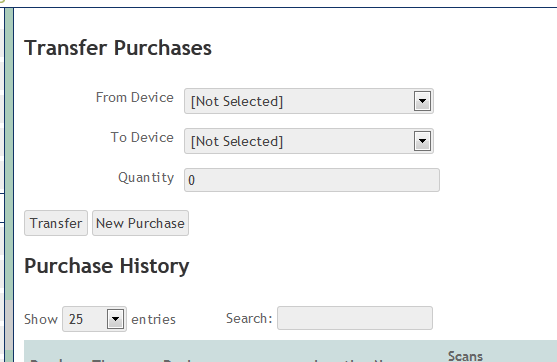 Transfer Purchases
From Device [Not Selected]
To Device [Not Selected]
Quantity 0
Transfer New Purchase
Purchase History
Show 25 entries Search:
Scans